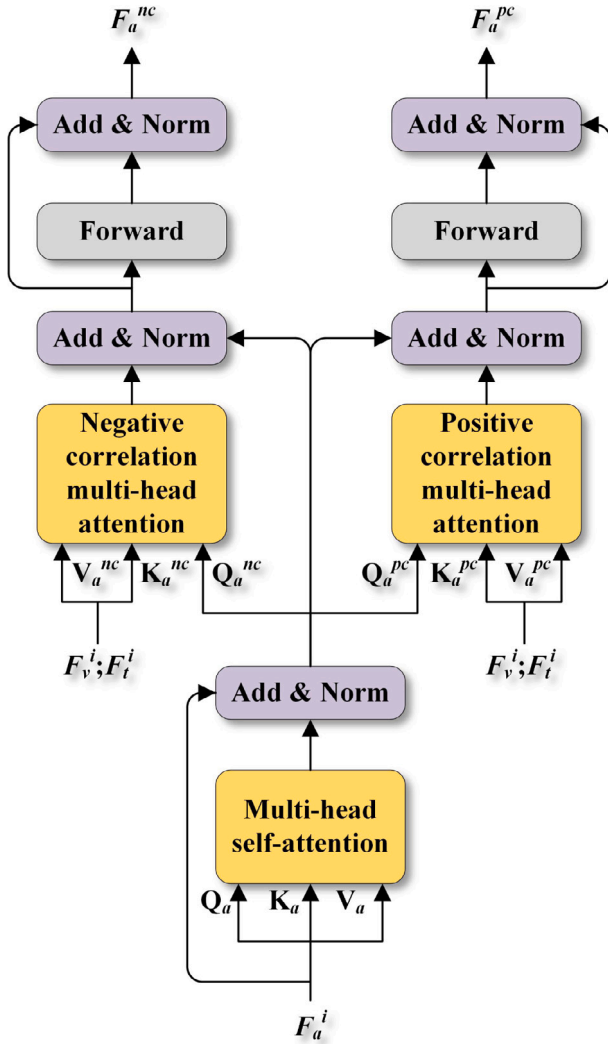 F_a^{nc} F_a^{pc}
Add & Norm Add & Norm
Forward Forward
Add & Norm Add & Norm
Negative
correlation
multi-head
attention
Positive
correlation
multi-head
attention
V_a^{nc} K_a^{nc} Q_a^{nc} Q_a^{pc} K_a^{pc} V_a^{pc}
F_v^i;F_t^i F_v^i;F_t^i
Add & Norm
Multi-head
self-attention
Q_a K_a V_a
F_a^i